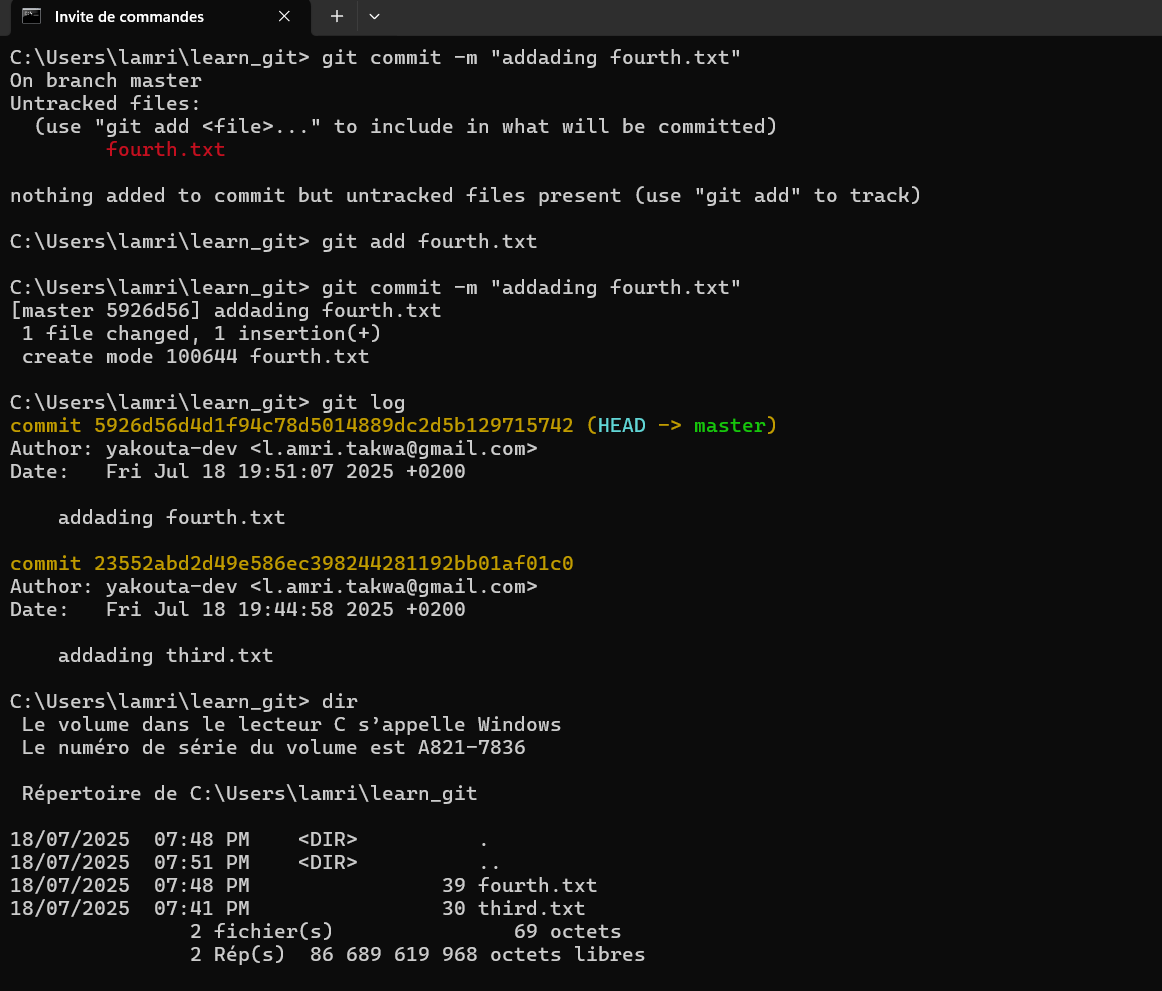 Invite de commandes
C:\Users\lamri\learn_git> git commit -m "addading fourth.txt"
On branch master
Untracked files:
  (use "git add <file>..." to include in what will be committed)
        fourth.txt
nothing added to commit but untracked files present (use "git add" to track)
C:\Users\lamri\learn_git> git add fourth.txt
C:\Users\lamri\learn_git> git commit -m "addading fourth.txt"
[master 5926d56] addading fourth.txt
 1 file changed, 1 insertion(+)
 create mode 100644 fourth.txt
C:\Users\lamri\learn_git> git log
commit 5926d56d4d1f94c78d5014889dc2d5b129715742 (HEAD -> master)
Author: yakouta-dev <l.amri.takwa@gmail.com>
Date:   Fri Jul 18 19:51:07 2025 +0200
    addading fourth.txt
commit 23552abd2d49e586ec398244281192bb01af01c0
Author: yakouta-dev <l.amri.takwa@gmail.com>
Date:   Fri Jul 18 19:44:58 2025 +0200
    addading third.txt
C:\Users\lamri\learn_git> dir
 Le volume dans le lecteur C s’appelle Windows
 Le numéro de série du volume est A821-7836
 Répertoire de C:\Users\lamri\learn_git
18/07/2025  07:48 PM    <DIR>          .
18/07/2025  07:51 PM    <DIR>          ..
18/07/2025  07:48 PM                39 fourth.txt
18/07/2025  07:41 PM                30 third.txt
               2 fichier(s)               69 octets
               2 Rép(s)  86 689 619 968 octets libres